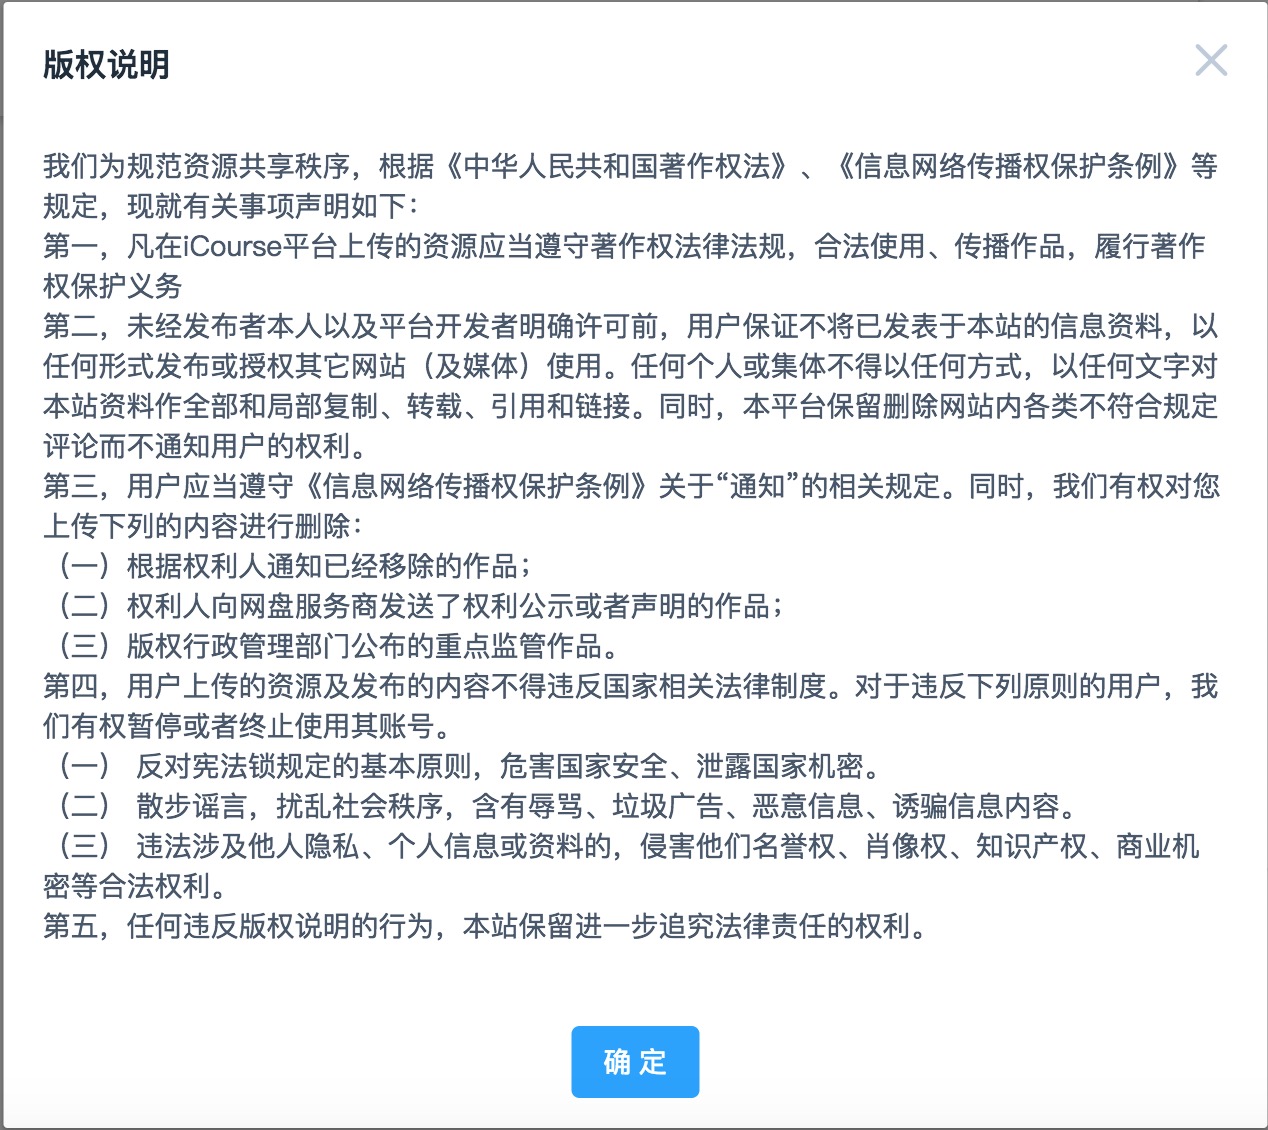 版权说明
我们为规范资源共享秩序，根据《中华人民共和国著作权法》、《信息网络传播权保护条例》等
规定，现就有关事项声明如下：
第一，凡在iCourse平台上传的资源应当遵守著作权法律法规，合法使用、传播作品，履行著作
权保护义务
第二，未经发布者本人以及平台开发者明确许可前，用户保证不将已发表于本站的信息资料，以
任何形式发布或授权其它网站（及媒体）使用。任何个人或集体不得以任何方式，以任何文字对
本站资料作全部和局部复制、转载、引用和链接。同时，本平台保留删除网站内各类不符合规定
评论而不通知用户的权利。
第三，用户应当遵守《信息网络传播权保护条例》关于“通知”的相关规定。同时，我们有权对您
上传下列的内容进行删除：
（一）根据权利人通知已经移除的作品；
（二）权利人向网盘服务商发送了权利公示或者声明的作品；
（三）版权行政管理部门公布的重点监管作品。
第四，用户上传的资源及发布的内容不得违反国家相关法律制度。对于违反下列原则的用户，我
们有权暂停或者终止使用其账号。
（一） 反对宪法锁规定的基本原则，危害国家安全、泄露国家机密。
（二） 散步谣言，扰乱社会秩序，含有辱骂、垃圾广告、恶意信息、诱骗信息内容。
（三） 违法涉及他人隐私、个人信息或资料的，侵害他们名誉权、肖像权、知识产权、商业机
密等合法权利。
第五，任何违反版权说明的行为，本站保留进一步追究法律责任的权利。
确 定